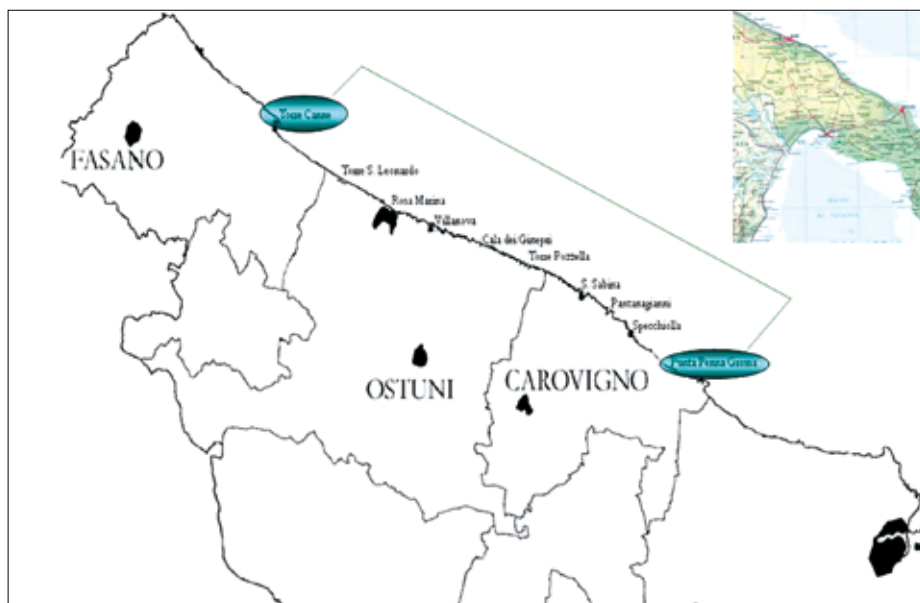 Torre Canne
FASANO
Torre S. Leonardo
Rosa Marina
Villanova
Cala dei Ginepri
Torre Pozzella
S. Sabina
Pantanagianni
Specchiolla
Punta Penna Grossa
OSTUNI
CAROVIGNO